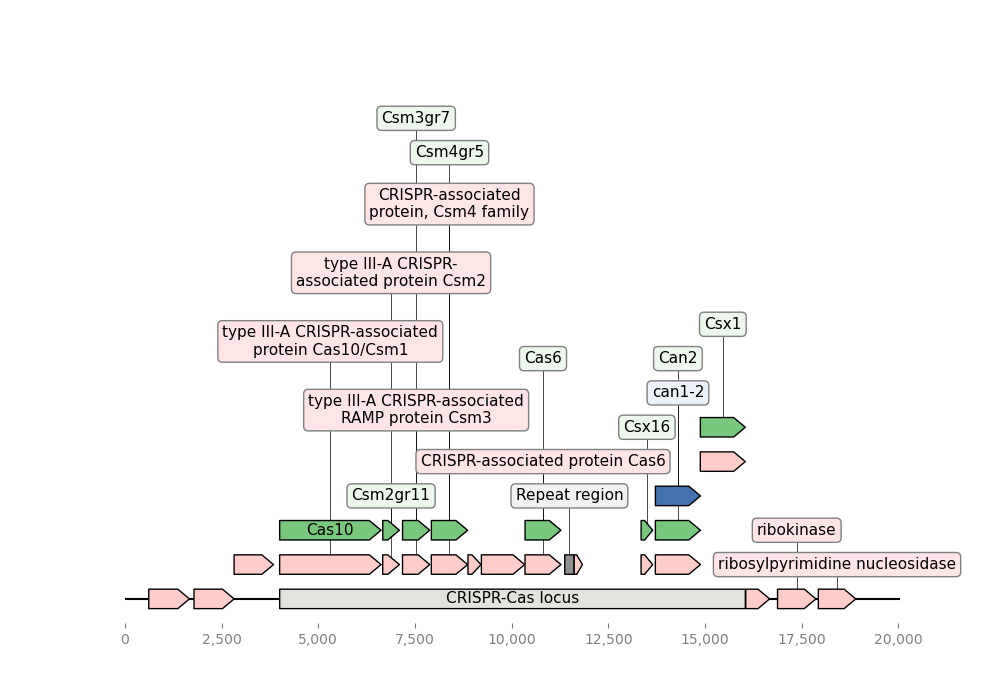 Csm3gr7
Csm4gr5
CRISPR-associated
protein, Csm4 family
type III-A CRISPR-
associated protein Csm2
Csx1
type III-A CRISPR-associated
protein Cas10/Csm1
Cas6
Can2
can1-2
type III-A CRISPR-associated
RAMP protein Csm3
Csx16
CRISPR-associated protein Cas6
Csm2gr11
Repeat region
Cas10
ribokinase
ribosylpyrimidine nucleosidase
CRISPR-Cas locus
0
2,500
5,000
7,500
10,000
12,500
15,000
17,500
20,000